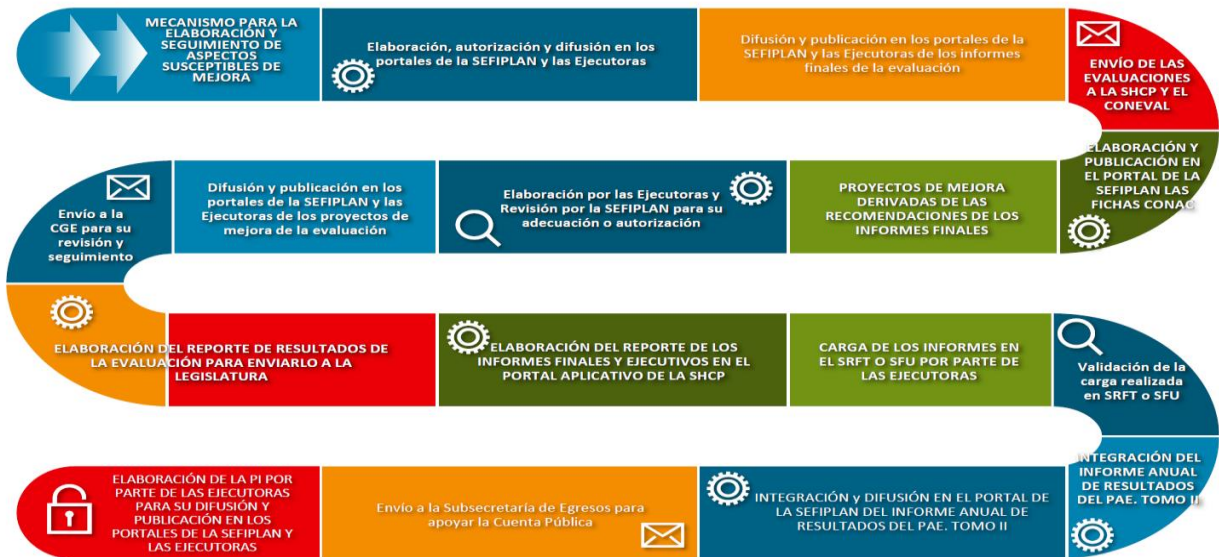 MECANISMO PARA LA
ELABORACIÓN Y
SEGUIMIENTO DE
ASPECTOS
SUSCEPTIBLES DE
MEJORA
Elaboración, autorización y difusión en los
portales de la SEFIPLAN y las Ejecutoras
Difusión y publicación en los portales de la
SEFIPLAN y las Ejecutoras de los informes
finales de la evaluación
ENVÍO DE LAS
EVALUACIONES
A LA SHCP Y EL
CONEVAL
ELABORACIÓN Y
PUBLICACIÓN EN
EL PORTAL DE LA
SEFIPLAN LAS
FICHAS CONAC
PROYECTOS DE MEJORA
DERIVADAS DE LAS
RECOMENDACIONES DE LOS
INFORMES FINALES
Elaboración por las Ejecutoras y
Revisión por la SEFIPLAN para su
adecuación o autorización
Difusión y publicación en los
portales de la SEFIPLAN y las
Ejecutoras de los proyectos de
mejora de la evaluación
Envío a la
CGE para su
revisión y
seguimiento
ELABORACIÓN DEL REPORTE DE RESULTADOS DE
LA EVALUACIÓN PARA ENVIARLO A LA
LEGISLATURA
ELABORACIÓN DEL REPORTE DE LOS
INFORMES FINALES Y EJECUTIVOS EN EL
PORTAL APLICATIVO DE LA SHCP
CARGA DE LOS INFORMES EN
EL SRFT O SFU POR PARTE DE
LAS EJECUTORAS
Validación de la
carga realizada
en SRFT o SFU
INTEGRACIÓN DEL
INFORME ANUAL
DE RESULTADOS
DEL PAE. TOMO II
INTEGRACIÓN y DIFUSIÓN EN EL PORTAL DE
LA SEFIPLAN DEL INFORME ANUAL DE
RESULTADOS DEL PAE. TOMO II
Envío a la Subsecretaría de Egresos para
apoyar la Cuenta Pública
ELABORACIÓN DE LA PI POR
PARTE DE LAS EJECUTORAS
PARA SU DIFUSIÓN Y
PUBLICACIÓN EN LOS
PORTALES DE LA SEFIPLAN Y
LAS EJECUTORAS